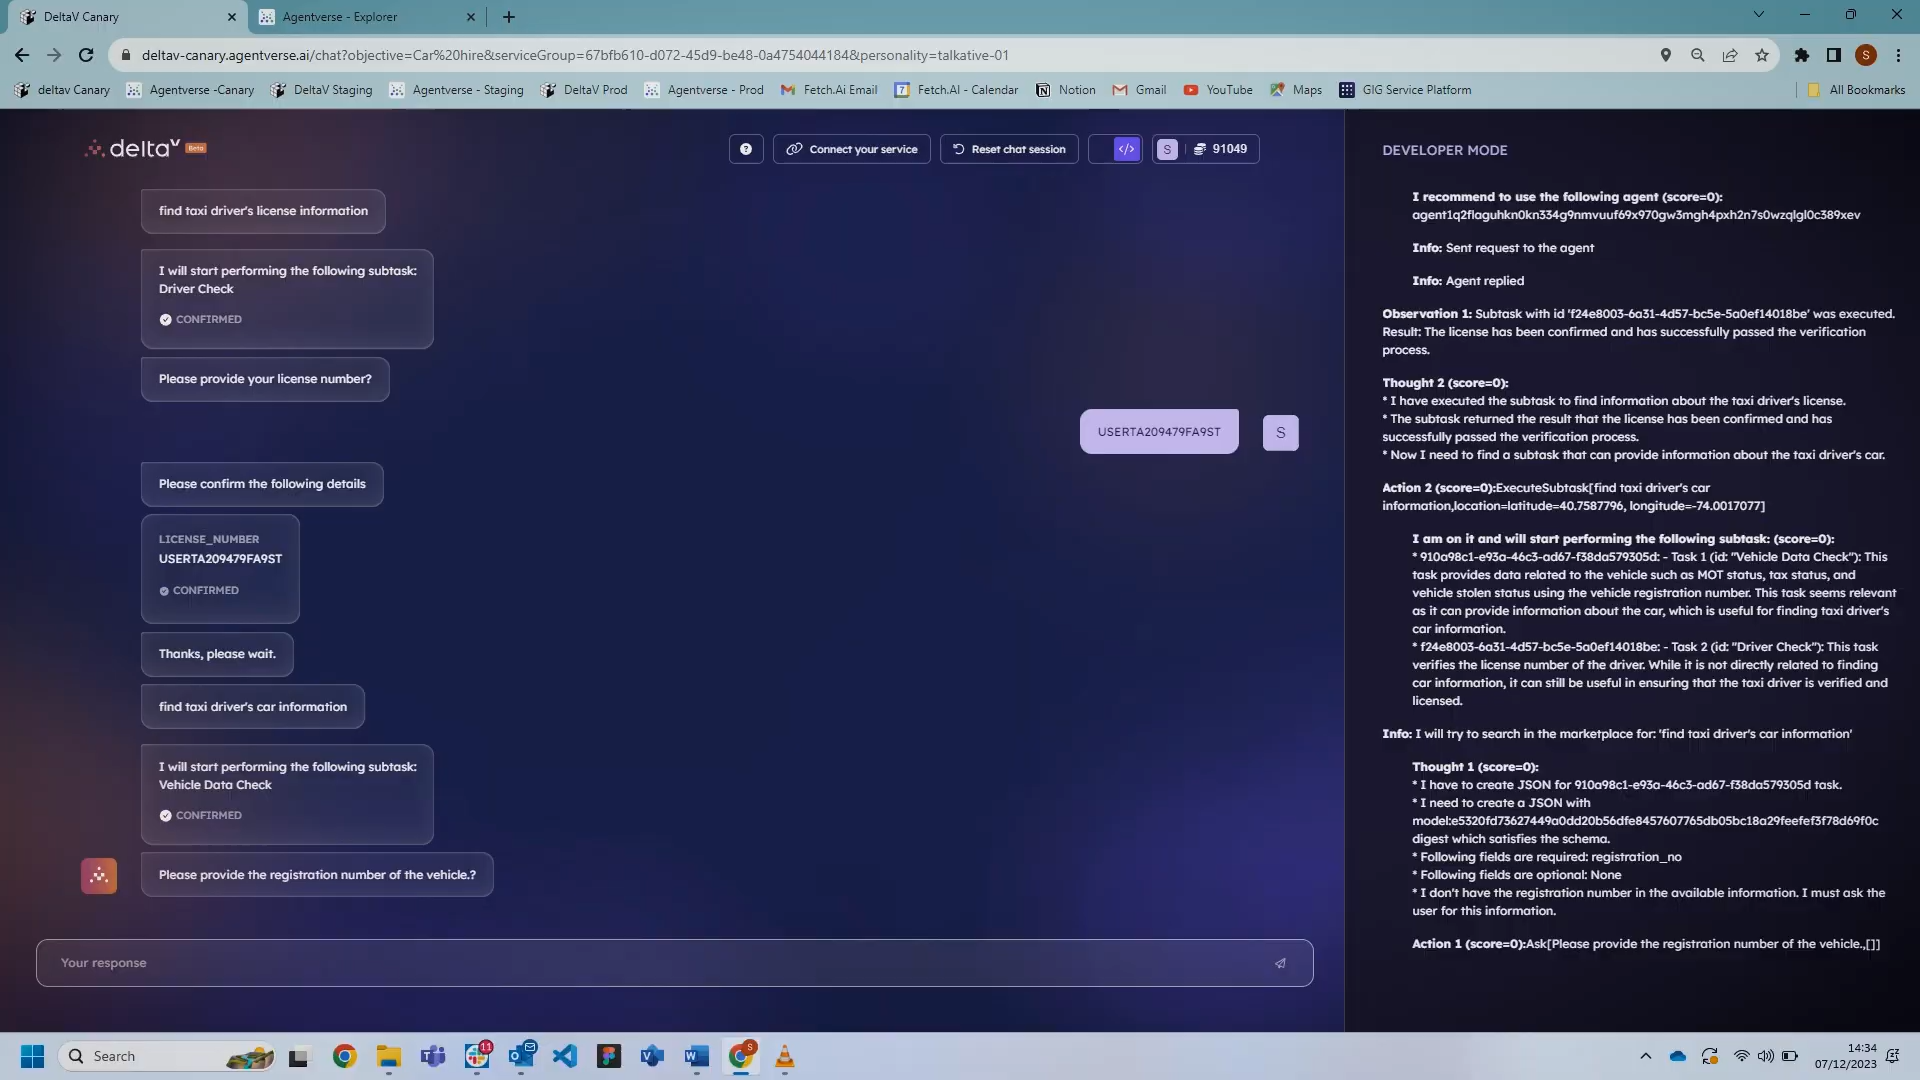 DeltaV Canary
Agentverse - Explorer
deltav-canary.agentverse.ai/chat?objective=Car%20hire&serviceGroup=67bfb610-d072-45d9-be48-0a4754044184&personality=talkative-01
S
deltav Canary
Agentverse -Canary
DeltaV Staging
Agentverse - Staging
DeltaV Prod
Agentverse - Prod
Fetch.Ai Email
Fetch.AI - Calendar
Notion
Gmail
YouTube
Maps
GIG Service Platform
All Bookmarks
deltaV Beta
Connect your service
Reset chat session
</>
S
91049
find taxi driver's license information
I will start performing the following subtask:
Driver Check
CONFIRMED
Please provide your license number?
USERTA209479FA9ST
S
Please confirm the following details
LICENSE_NUMBER
USERTA209479FA9ST
CONFIRMED
Thanks, please wait.
find taxi driver's car information
I will start performing the following subtask:
Vehicle Data Check
CONFIRMED
Please provide the registration number of the vehicle.?
Your response
DEVELOPER MODE
I recommend to use the following agent (score=0):
agent1q2flaguhkn0kn334g9nmvuuf69x970gw3mgh4pxh2n7s0wzqlgl0c389xev
Info: Sent request to the agent
Info: Agent replied
Observation 1: Subtask with id 'f24e8003-6a31-4d57-bc5e-5a0ef14018be' was executed.
Result: The license has been confirmed and has successfully passed the verification
process.
Thought 2 (score=0):
* I have executed the subtask to find information about the taxi driver's license.
* The subtask returned the result that the license has been confirmed and has
successfully passed the verification process.
* Now I need to find a subtask that can provide information about the taxi driver's car.
Action 2 (score=0):ExecuteSubtask[find taxi driver's car
information,location=latitude=40.7587796, longitude=-74.0017077]
I am on it and will start performing the following subtask: (score=0):
* 910a98c1-e93a-46c3-ad67-f38da579305d: - Task 1 (id: "Vehicle Data Check"): This
task provides data related to the vehicle such as MOT status, tax status, and
vehicle stolen status using the vehicle registration number. This task seems relevant
as it can provide information about the car, which is useful for finding taxi driver's
car information.
* f24e8003-6a31-4d57-bc5e-5a0ef14018be: - Task 2 (id: "Driver Check"): This task
verifies the license number of the driver. While it is not directly related to finding
car information, it can still be useful in ensuring that the taxi driver is verified and
licensed.
Info: I will try to search in the marketplace for: 'find taxi driver's car information'
Thought 1 (score=0):
* I have to create JSON for 910a98c1-e93a-46c3-ad67-f38da579305d task.
* I need to create a JSON with
model:e5320fd73627449a0dd20b56dfe8457607765db05bc18a29feefef3f78d69f0c
digest which satisfies the schema.
* Following fields are required: registration_no
* Following fields are optional: None
* I don't have the registration number in the available information. I must ask the
user for this information.
Action 1 (score=0):Ask[Please provide the registration number of the vehicle.,[]]
Search
11
14:34
07/12/2023